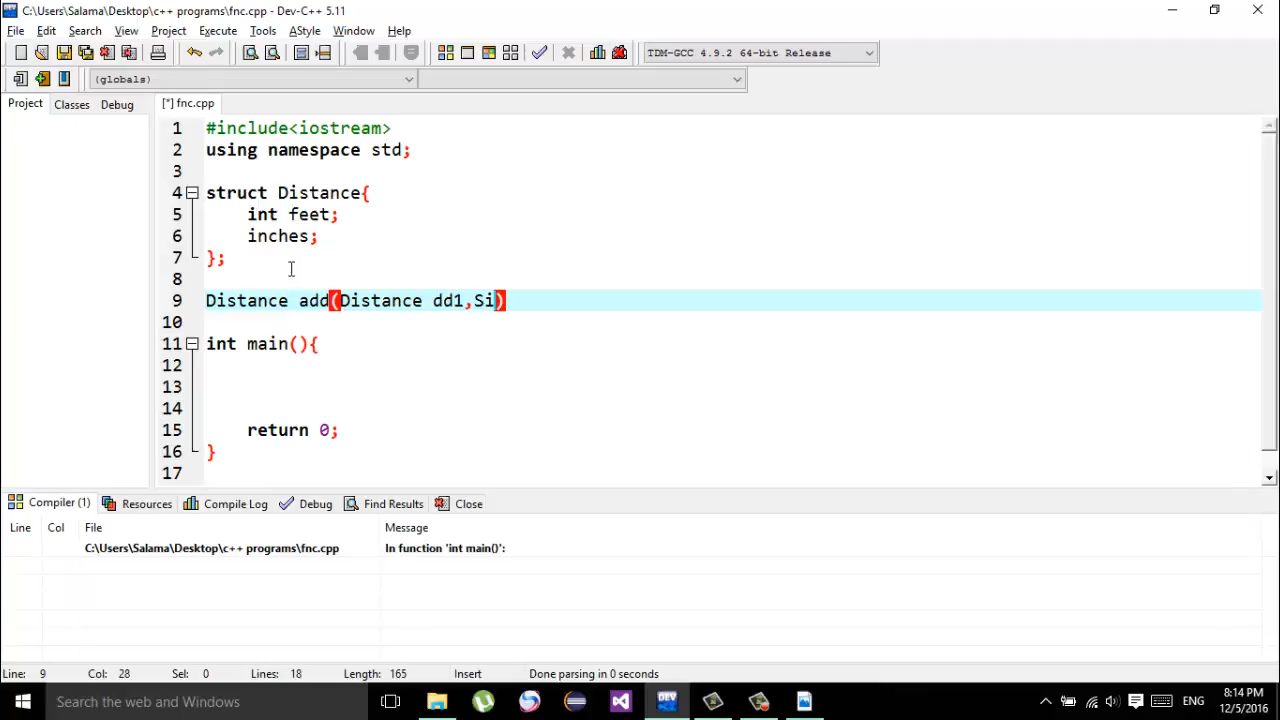 C:\Users\Salama\Desktop\c++ programs\fnc.cpp - Dev-C++ 5.11
File Edit Search View Project Execute Tools AStyle Window Help
TDM-GCC 4.9.2 64-bit Release
(globals)
Project Classes Debug [*] fnc.cpp
1 #include<iostream>
2 using namespace std;
3
4 struct Distance{
5 int feet;
6 inches;
7 };
8
9 Distance add(Distance dd1,Si)
10
11 int main(){
12
13
14
15 return 0;
16 }
17
Compiler (1) Resources Compile Log Debug Find Results Close
Line Col File Message
C:\Users\Salama\Desktop\c++ programs\fnc.cpp In function 'int main()':
Line: 9 Col: 28 Sel: 0 Lines: 18 Length: 165 Insert Done parsing in 0 seconds
Search the web and Windows DEV ENG 8:14 PM
12/5/2016